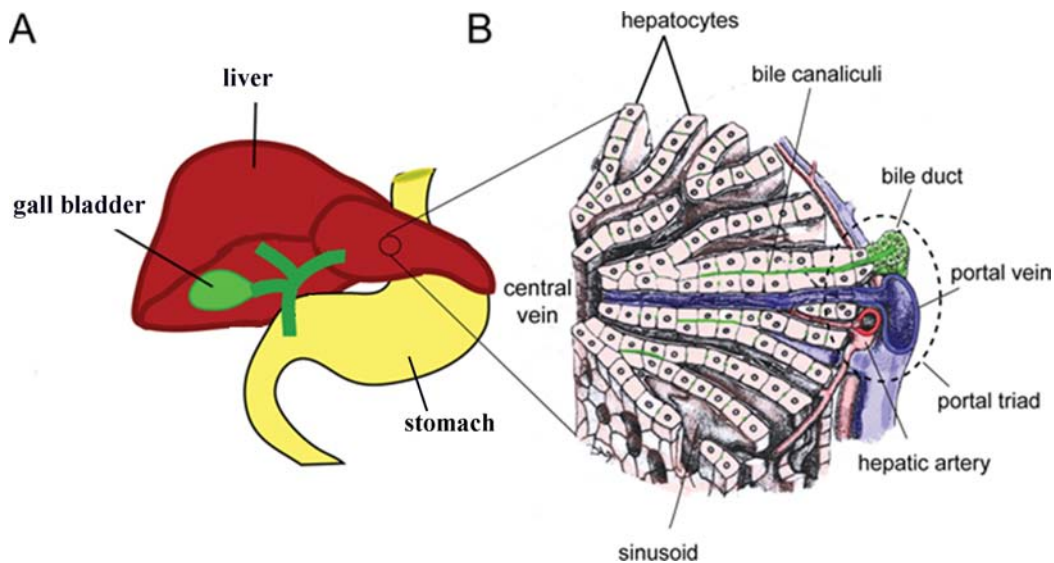 A
liver
gall bladder
stomach
B
hepatocytes
bile canaliculi
bile duct
portal vein
central
vein
portal triad
hepatic artery
sinusoid